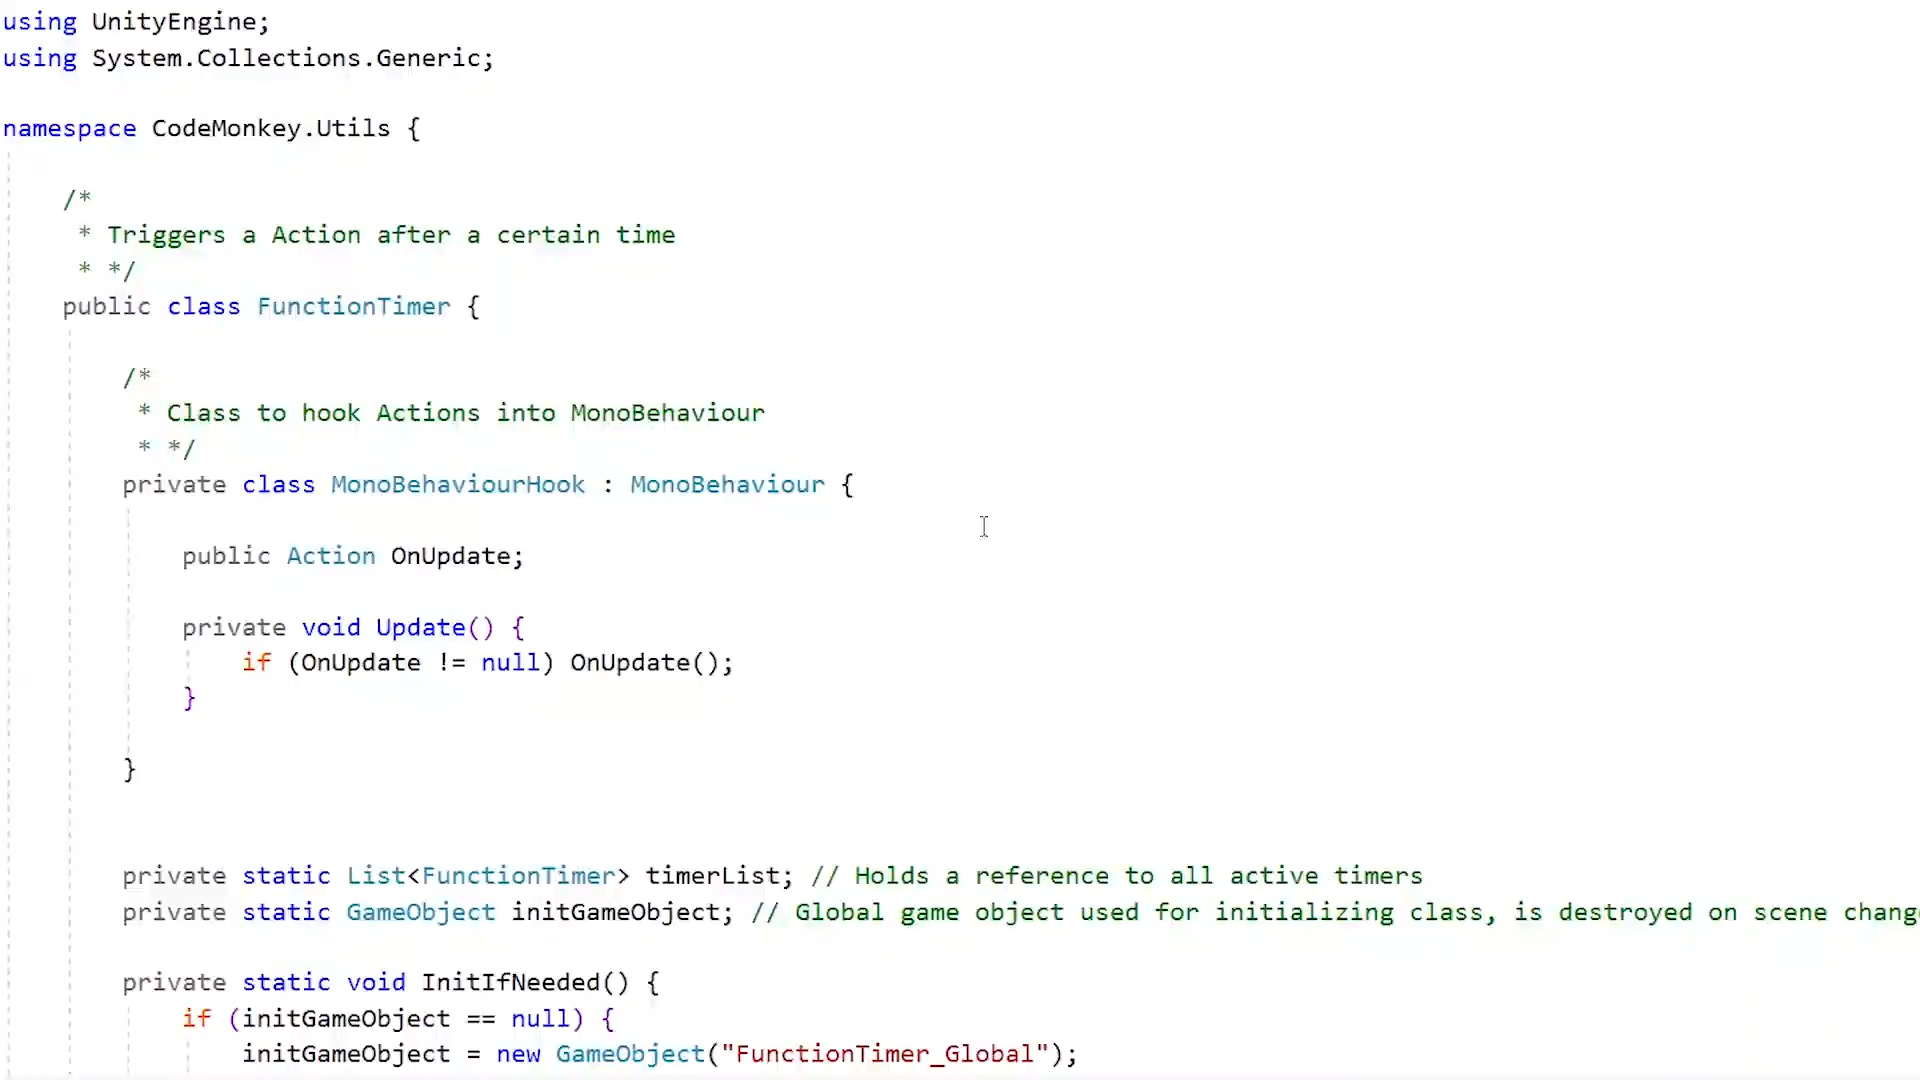 using UnityEngine;
using System.Collections.Generic;
namespace CodeMonkey.Utils {
/*
* Triggers a Action after a certain time
* */
public class FunctionTimer {
/*
* Class to hook Actions into MonoBehaviour
* */
private class MonoBehaviourHook : MonoBehaviour {
public Action OnUpdate;
private void Update() {
if (OnUpdate != null) OnUpdate();
}
}
private static List<FunctionTimer> timerList; // Holds a reference to all active timers
private static GameObject initGameObject; // Global game object used for initializing class, is destroyed on scene chang
private static void InitIfNeeded() {
if (initGameObject == null) {
initGameObject = new GameObject("FunctionTimer_Global");